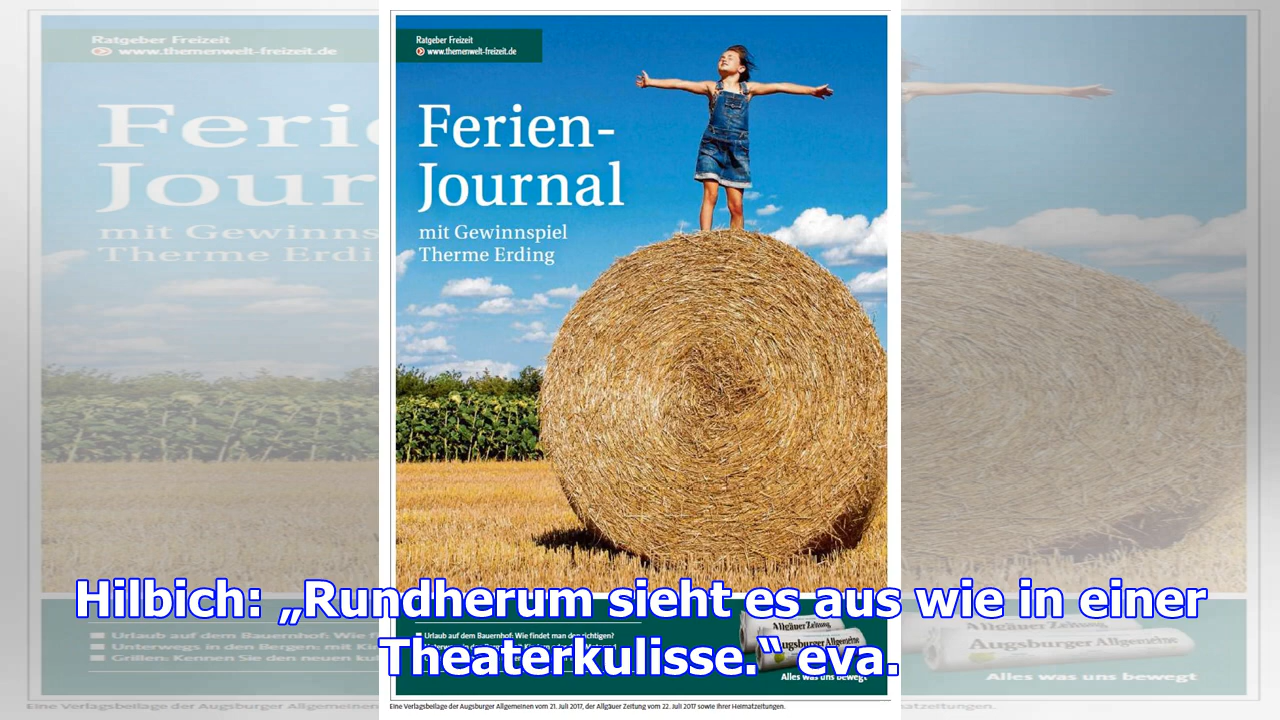 Ratgeber Freizeit
www.themenwelt-freizeit.de
Ferien-
Journal
mit Gewinnspiel
Therme Erding
Urlaub auf dem Bauernhof: Wie findet man den richtigen?
Allgäuer Zeitung
Augsburger Allgemeine
Alles was uns bewegt
Hilbich: „Rundherum sieht es aus wie in einer
Theaterkulisse.“ eva.
Eine Verlagsbeilage der Augsburger Allgemeinen vom 21. Juli 2017, der Allgäuer Zeitung vom 22. Juli 2017 sowie ihrer Heimatzeitungen.